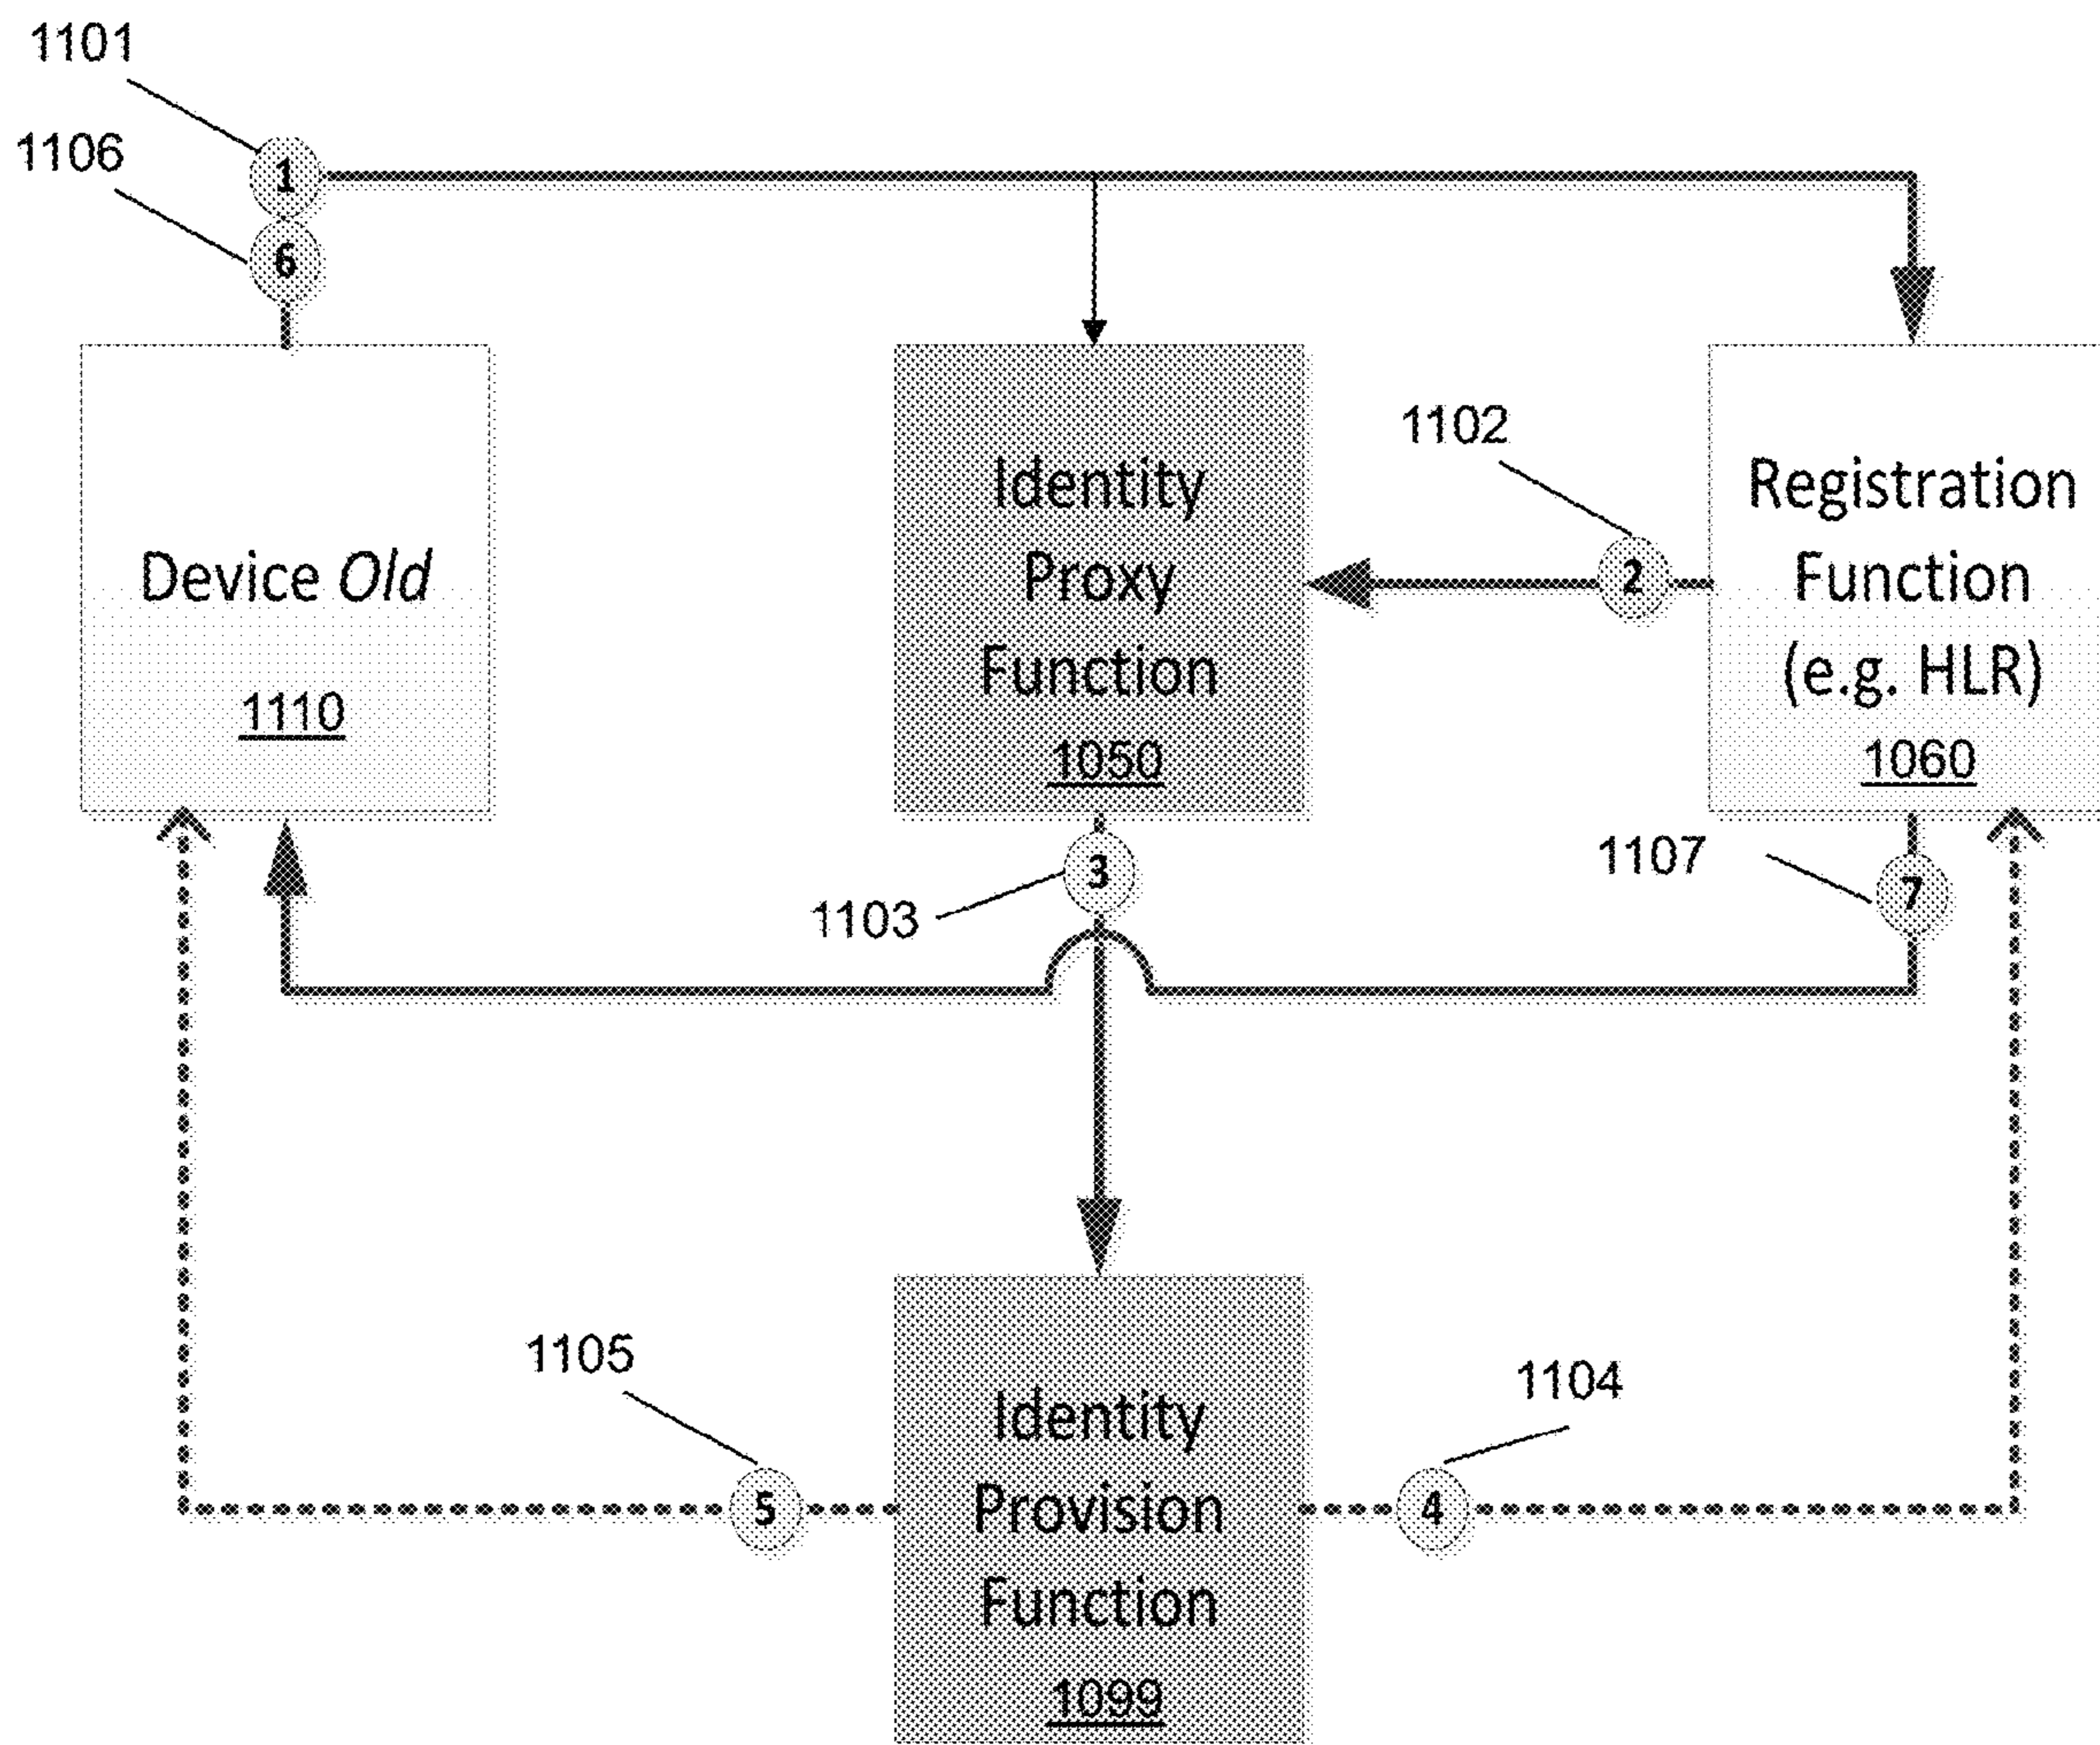 1101
1106
1
6
1102
Device Old
1110
Identity
Proxy
Function
1050
2
Registration
Function
(e.g. HLR)
1060
3
1103
1107
7
1105
1104
5
4
Identity
Provision
Function
1099